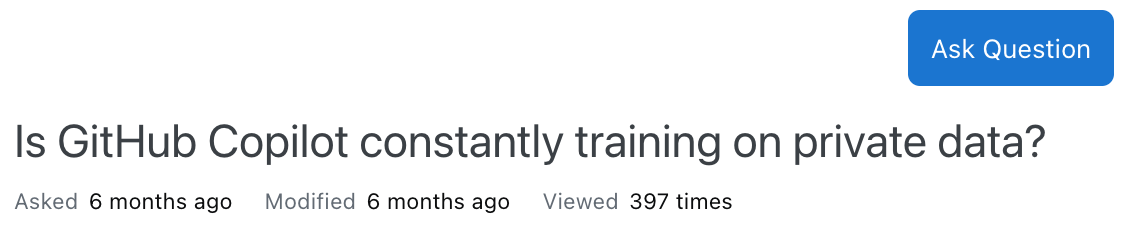 Ask Question
Is GitHub Copilot constantly training on private data?
Asked 6 months ago Modified 6 months ago Viewed 397 times